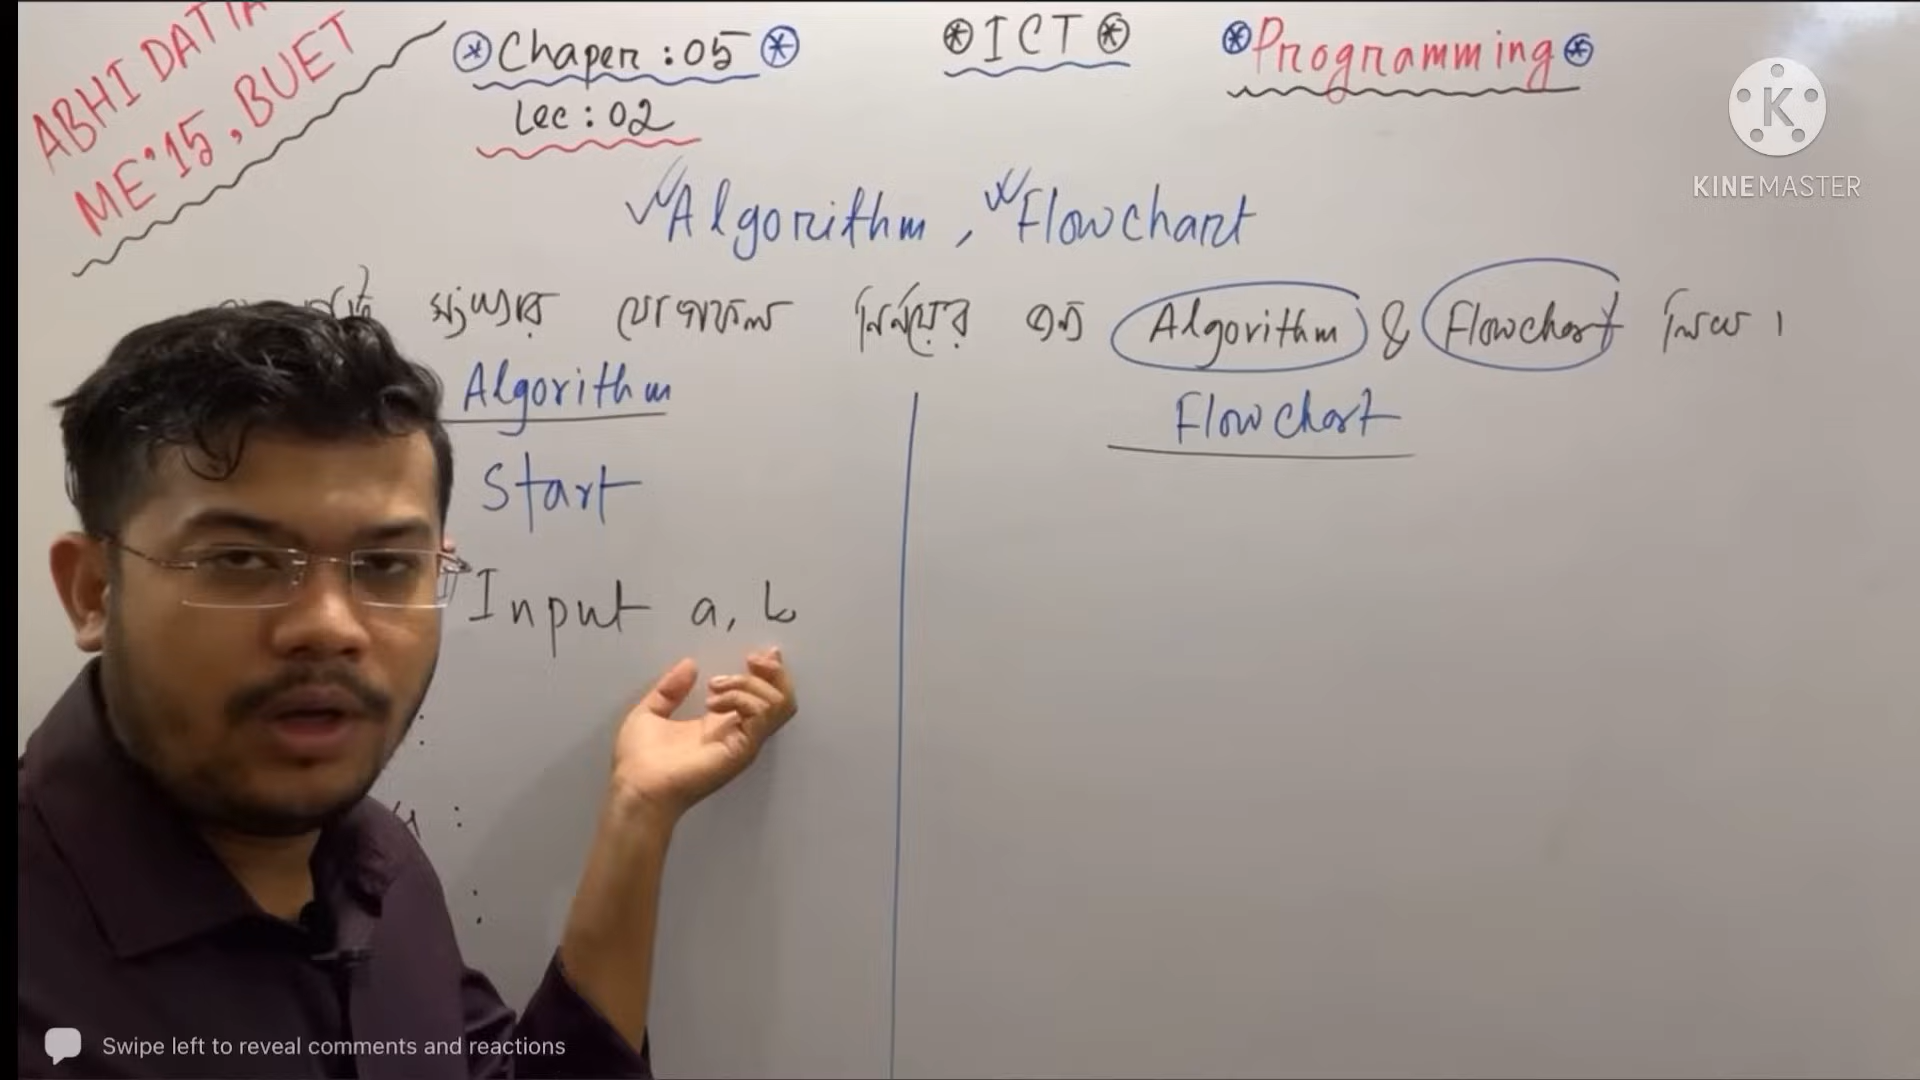 ABHI DATTA
ME'15, BUET
Chaper : 05
Lec : 02
ICT
Programming
KINEMASTER
Algorithm, Flowchart
সংখ্যার যোগফল নির্ণয়ের জন্য Algorithm & Flowchart লিখ।
Algorithm
Flowchart
Start
Input a, b
Swipe left to reveal comments and reactions